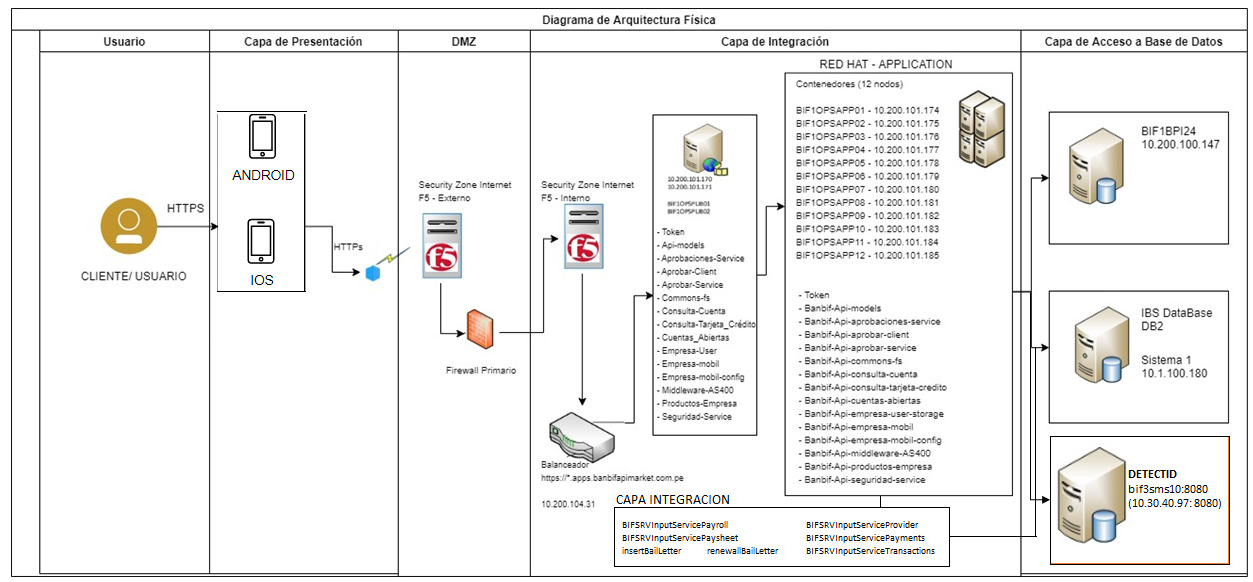 Diagrama de Arquitectura Física
Usuario
Capa de Presentación
DMZ
Capa de Integración
Capa de Acceso a Base de Datos
HTTPS
CLIENTE/ USUARIO
ANDROID
IOS
HTTPs
Security Zone Internet
F5 - Externo
f5
Firewall Primario
Security Zone Internet
F5 - Interno
f5
Balanceador
https://*.apps.banbifapimarket.com.pe
10.200.104.31
10.200.101.170
10.200.101.171
BIF1OPSPUB01
BIF1OPSPUB02
- Token
- Api-models
- Aprobaciones-Service
- Aprobar-Client
- Aprobar-Service
- Commons-fs
- Consulta-Cuenta
- Consulta-Tarjeta_Crédito
- Cuentas_Abiertas
- Empresa-User
- Empresa-mobil
- Empresa-mobil-config
- Middleware-AS400
- Productos-Empresa
- Seguridad-Service
RED HAT - APPLICATION
Contenedores (12 nodos)
BIF1OPSAPP01 - 10.200.101.174
BIF1OPSAPP02 - 10.200.101.175
BIF1OPSAPP03 - 10.200.101.176
BIF1OPSAPP04 - 10.200.101.177
BIF1OPSAPP05 - 10.200.101.178
BIF1OPSAPP06 - 10.200.101.179
BIF1OPSAPP07 - 10.200.101.180
BIF1OPSAPP08 - 10.200.101.181
BIF1OPSAPP09 - 10.200.101.182
BIF1OPSAPP10 - 10.200.101.183
BIF1OPSAPP11 - 10.200.101.184
BIF1OPSAPP12 - 10.200.101.185
- Token
- Banbif-Api-models
- Banbif-Api-aprobaciones-service
- Banbif-Api-aprobar-client
- Banbif-Api-aprobar-service
- Banbif-Api-commons-fs
- Banbif-Api-consulta-cuenta
- Banbif-Api-consulta-tarjeta-credito
- Banbif-Api-cuentas-abiertas
- Banbif-Api-empresa-user-storage
- Banbif-Api-empresa-mobil
- Banbif-Api-empresa-mobil-config
- Banbif-Api-middleware-AS400
- Banbif-Api-productos-empresa
- Banbif-Api-seguridad-service
CAPA INTEGRACION
BIFSRVInputServicePayroll BIFSRVInputServiceProvider
BIFSRVInputServicePaysheet BIFSRVInputServicePayments
insertBailLetter renewallBailLetter BIFSRVInputServiceTransactions
BIF1BPI24
10.200.100.147
IBS DataBase
DB2
Sistema 1
10.1.100.180
DETECTID
bif3sms10:8080
(10.30.40.97: 8080)